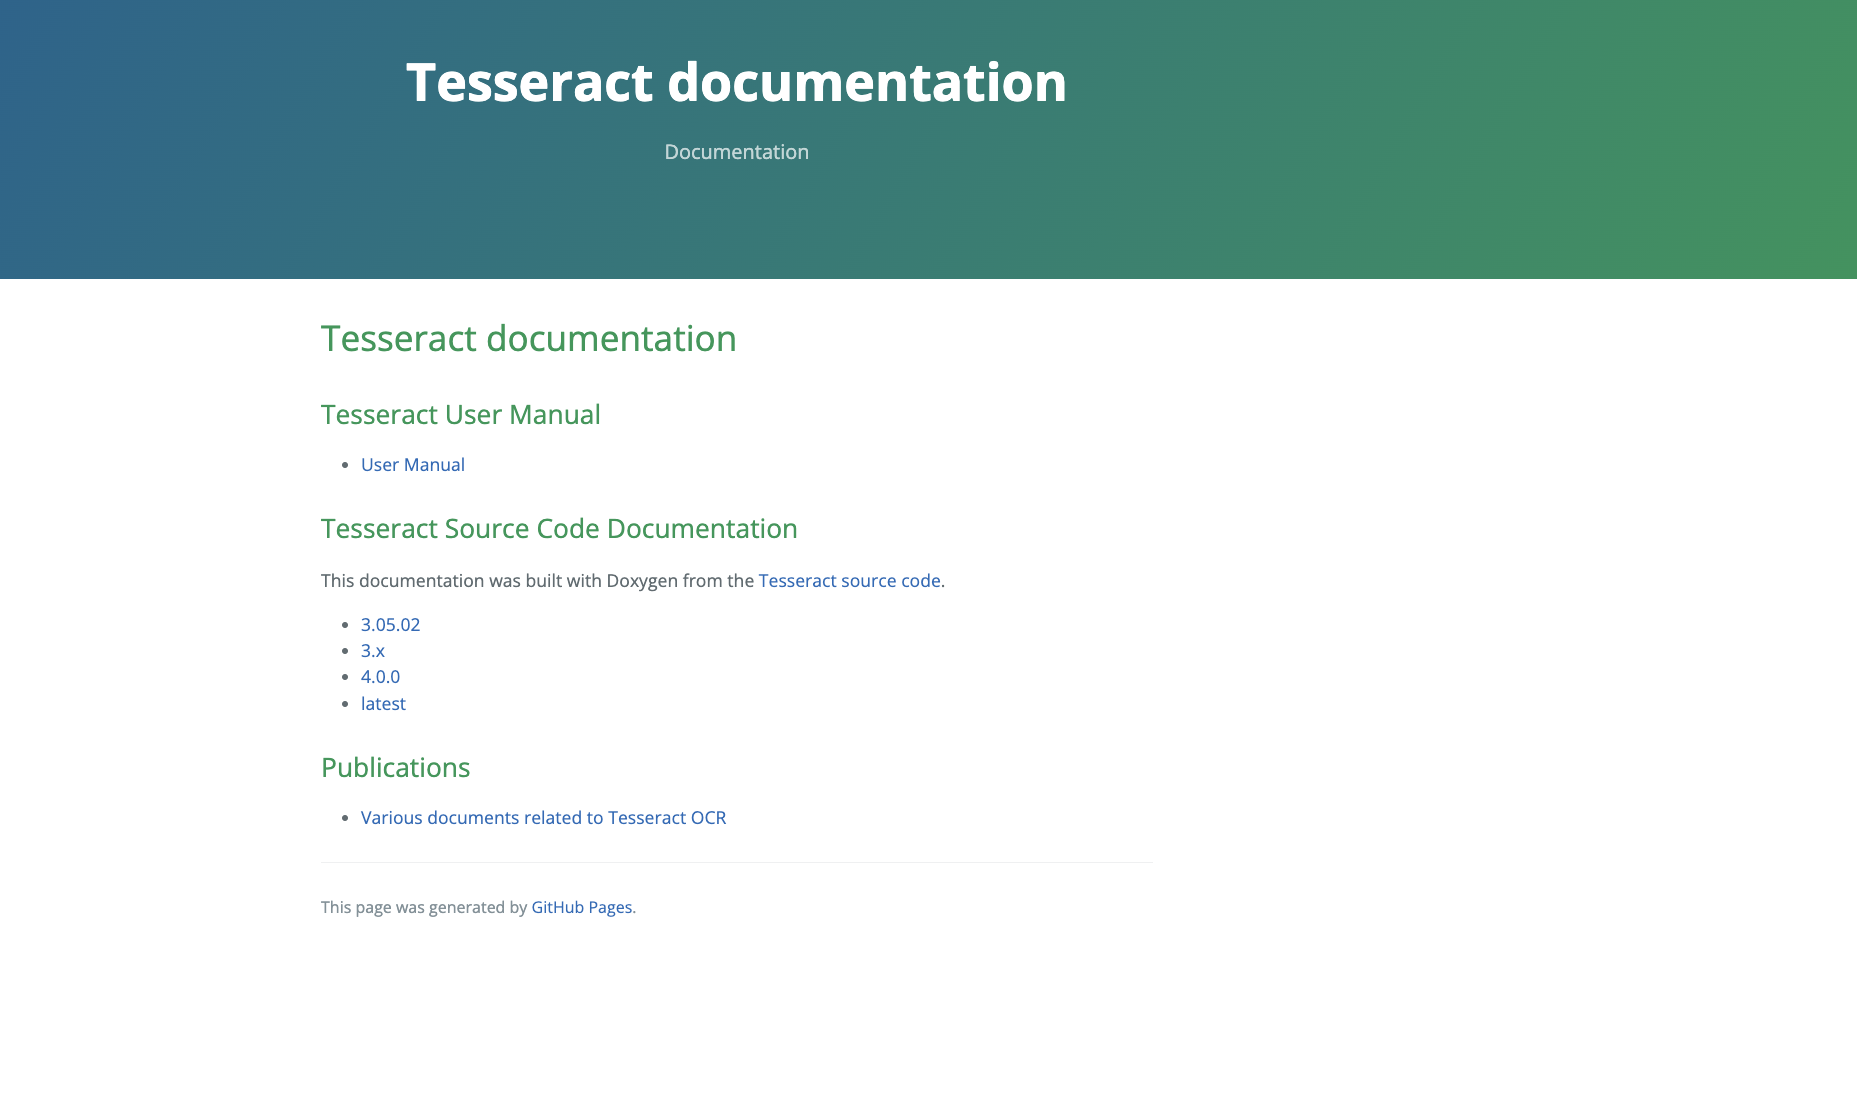 Tesseract documentation
Documentation
Tesseract documentation
Tesseract User Manual
User Manual
Tesseract Source Code Documentation
This documentation was built with Doxygen from the Tesseract source code.
3.05.02
3.x
4.0.0
latest
Publications
Various documents related to Tesseract OCR
This page was generated by GitHub Pages.